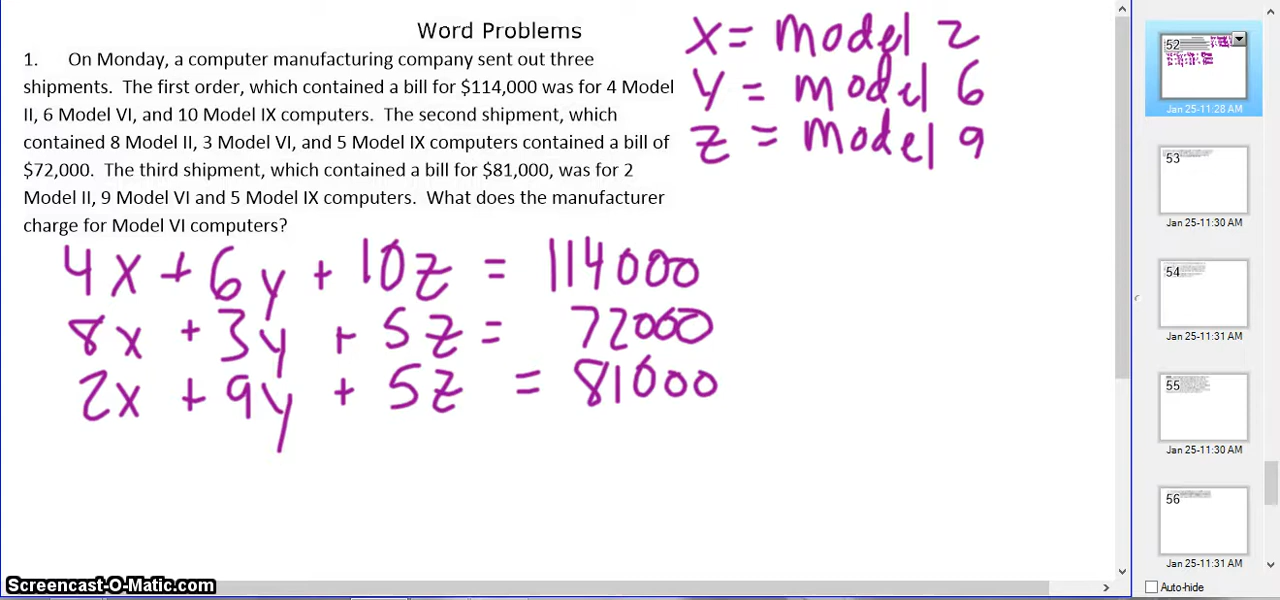 Word Problems
1. On Monday, a computer manufacturing company sent out three
shipments. The first order, which contained a bill for $114,000 was for 4 Model
II, 6 Model VI, and 10 Model IX computers. The second shipment, which
contained 8 Model II, 3 Model VI, and 5 Model IX computers contained a bill of
$72,000. The third shipment, which contained a bill for $81,000, was for 2
Model II, 9 Model VI and 5 Model IX computers. What does the manufacturer
charge for Model VI computers?
x = model 2
y = model 6
z = model 9
4x + 6y + 10z = 114000
8x + 3y + 5z = 72000
2x + 9y + 5z = 81000
52
Jan 25-11:28 AM
53
Jan 25-11:30 AM
54
Jan 25-11:31 AM
55
Jan 25-11:30 AM
56
Jan 25-11:31 AM
Auto-hide
Screencast-O-Matic.com